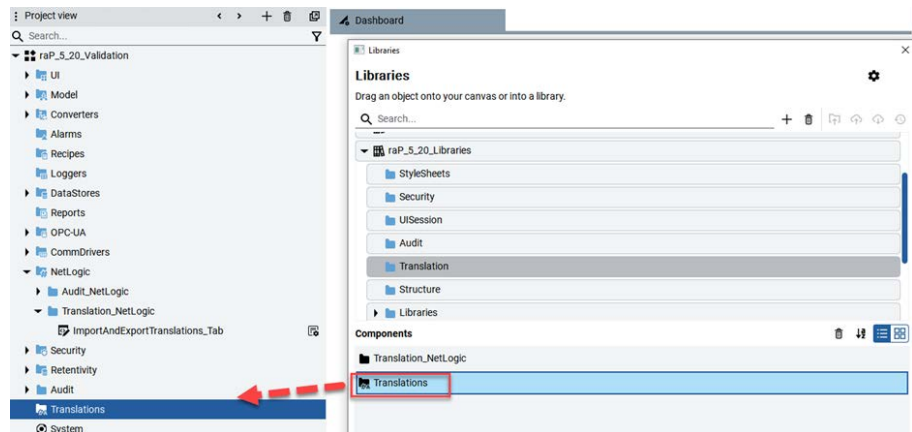 Project view
Search...
raP_5_20_Validation
UI
Model
Converters
Alarms
Recipes
Loggers
DataStores
Reports
OPC-UA
CommDrivers
NetLogic
Audit_NetLogic
Translation_NetLogic
ImportAndExportTranslations_Tab
Security
Retentivity
Audit
Translations
System
Dashboard
Libraries
Libraries
Drag an object onto your canvas or into a library.
Search...
raP_5_20_Libraries
StyleSheets
Security
UISession
Audit
Translation
Structure
Libraries
Components
Translation_NetLogic
Translations